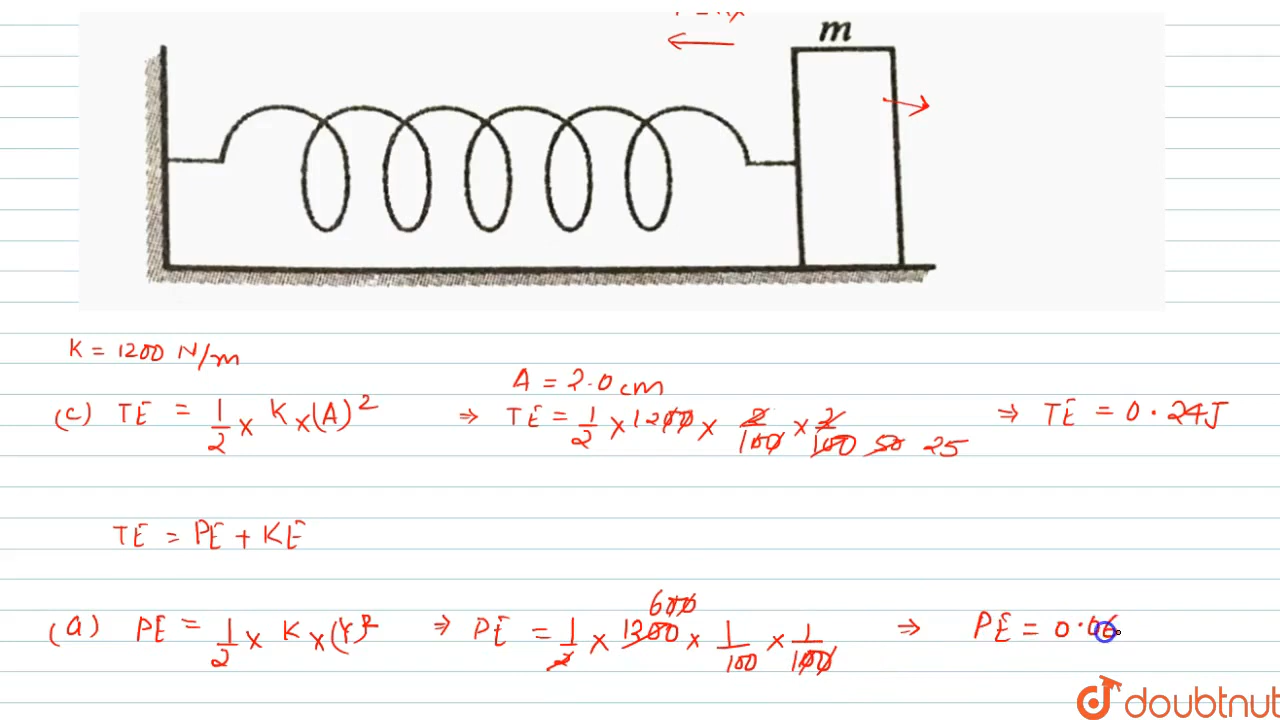 m
K = 1200 N/m
A = 2.0 cm
(c) TE = 1/2 × K × (A)² ⇒ TE = 1/2 × 1200 × 2/100 × 2/100 50 25 ⇒ TE = 0.24J
TE = PE + KE
600
(a) PE = 1/2 × K × (x)² ⇒ PE = 1/2 × 1200 × 1/100 × 1/100 ⇒ PE = 0.06
doubtnut